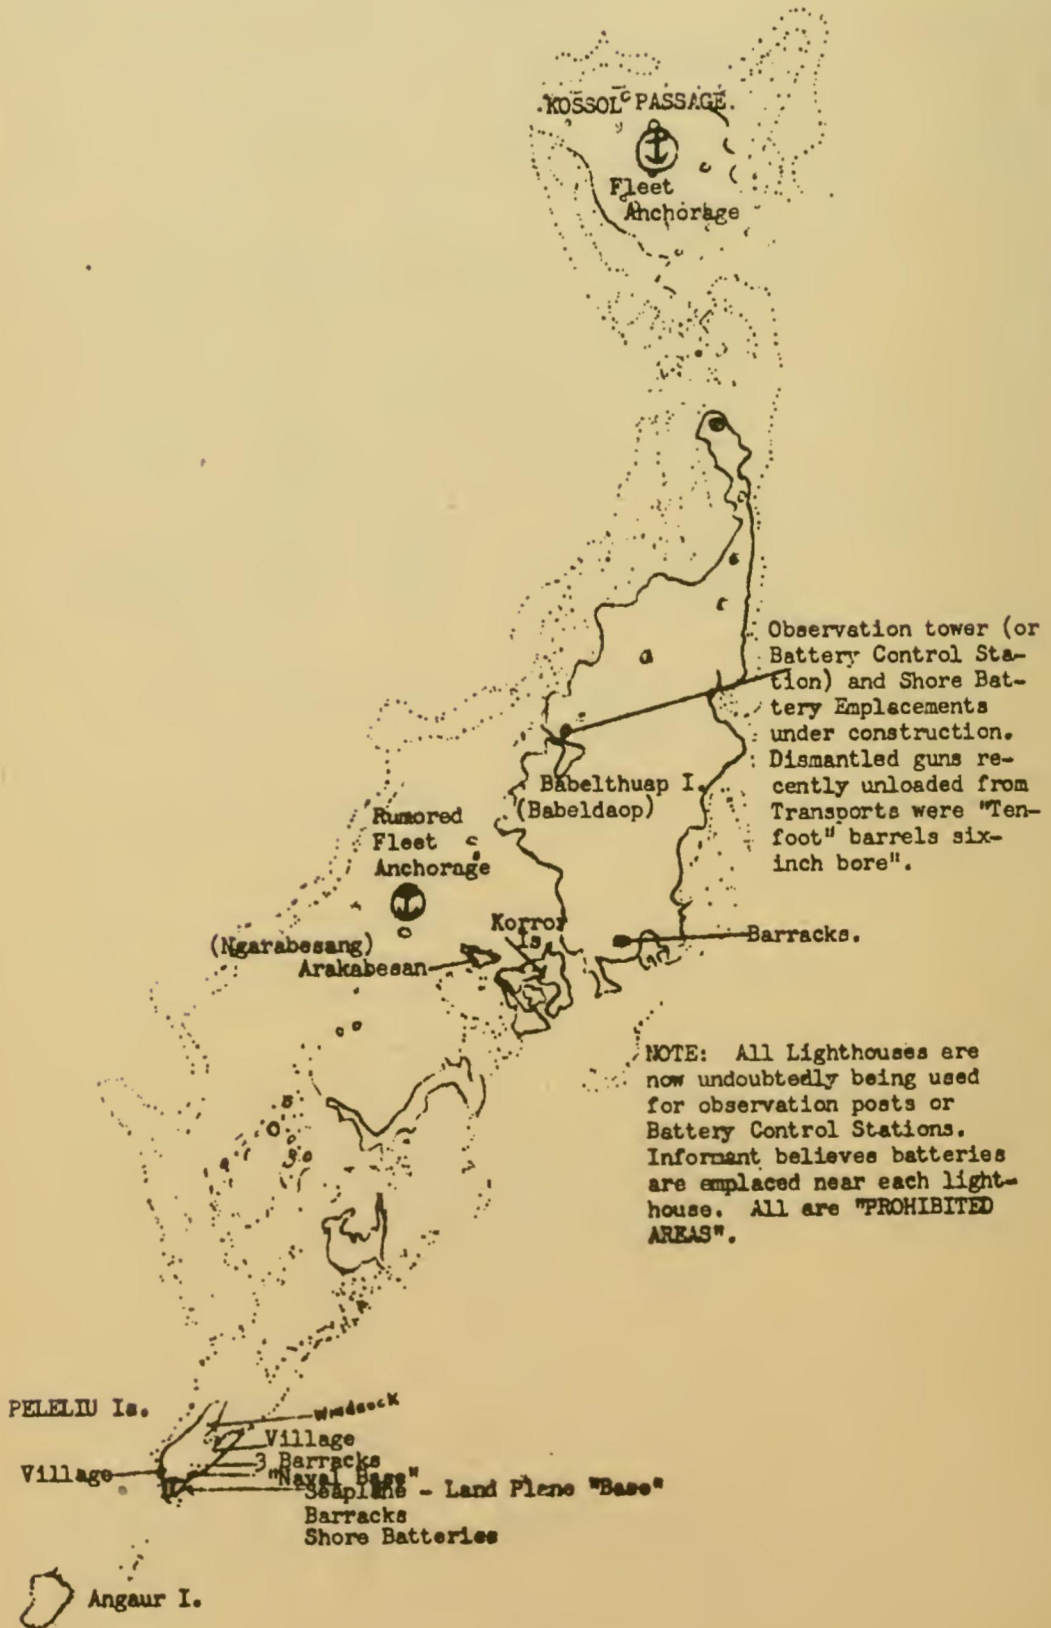 KOSSOL PASSAGE.
Fleet
Anchorage
Observation tower (or
Battery Control Sta-
tion) and Shore Bat-
tery Emplacements
under construction.
Dismantled guns re-
cently unloaded from
Transports were "Ten-
foot" barrels six-
inch bore".
Babelthuap I.
(Babeldaop)
Rumored
Fleet
Anchorage
Korror
Is.
(Ngarabesang)
Arakabesan
Barracks.
NOTE: All Lighthouses are
now undoubtedly being used
for observation posts or
Battery Control Stations.
Informant believes batteries
are emplaced near each light-
house. All are "PROHIBITED
AREAS".
PELELIU Is.
Windsock
Village
Village
3 Barracks
"Naval Base"
Seaplane - Land Plane "Base"
Barracks
Shore Batteries
Angaur I.